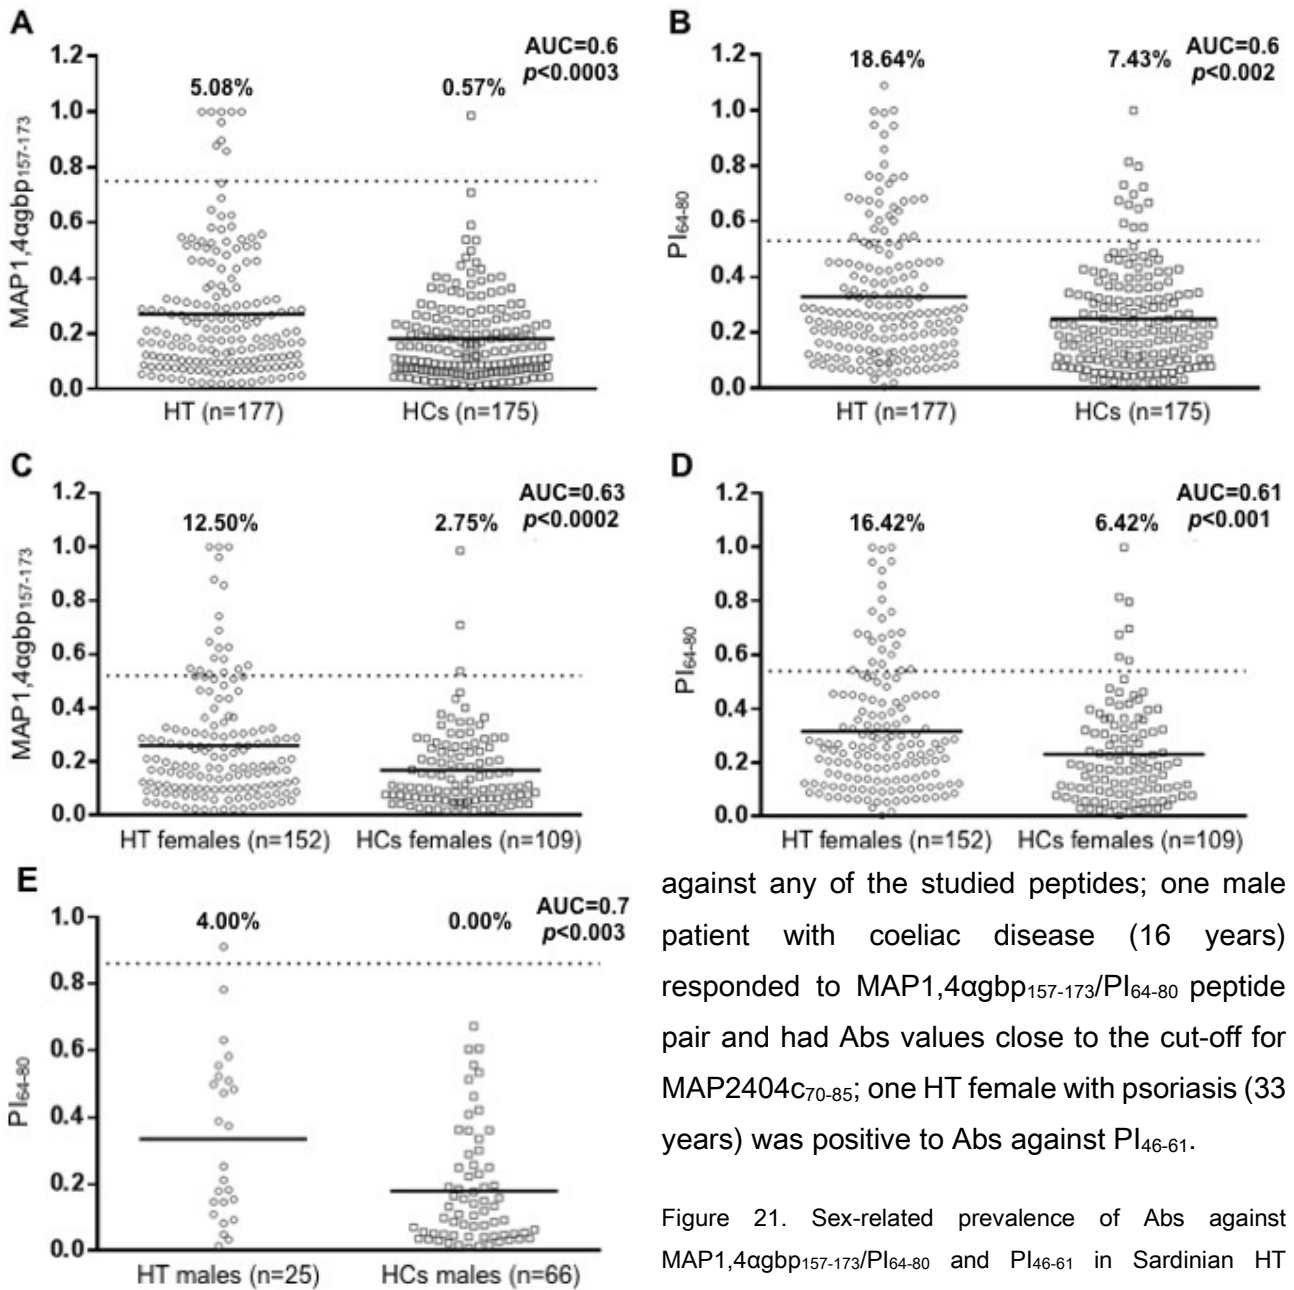 A
AUC=0.6
p<0.0003
5.08%
0.57%
MAP1,4αgbp157-173
1.2
1.0
0.8
0.6
0.4
0.2
0.0
HT (n=177)
HCs (n=175)
B
AUC=0.6
p<0.002
18.64%
7.43%
PI64-80
1.2
1.0
0.8
0.6
0.4
0.2
0.0
HT (n=177)
HCs (n=175)
C
AUC=0.63
p<0.0002
12.50%
2.75%
MAP1,4αgbp157-173
1.2
1.0
0.8
0.6
0.4
0.2
0.0
HT females (n=152)
HCs females (n=109)
D
AUC=0.61
p<0.001
16.42%
6.42%
PI64-80
1.2
1.0
0.8
0.6
0.4
0.2
0.0
HT females (n=152)
HCs females (n=109)
E
AUC=0.7
p<0.003
4.00%
0.00%
PI64-80
1.0
0.8
0.6
0.4
0.2
0.0
HT males (n=25)
HCs males (n=66)
against any of the studied peptides; one male
patient with coeliac disease (16 years)
responded to MAP1,4αgbp157-173/PI64-80 peptide
pair and had Abs values close to the cut-off for
MAP2404c70-85; one HT female with psoriasis (33
years) was positive to Abs against PI46-61.
Figure 21. Sex-related prevalence of Abs against
MAP1,4αgbp157-173/PI64-80 and PI46-61 in Sardinian HT